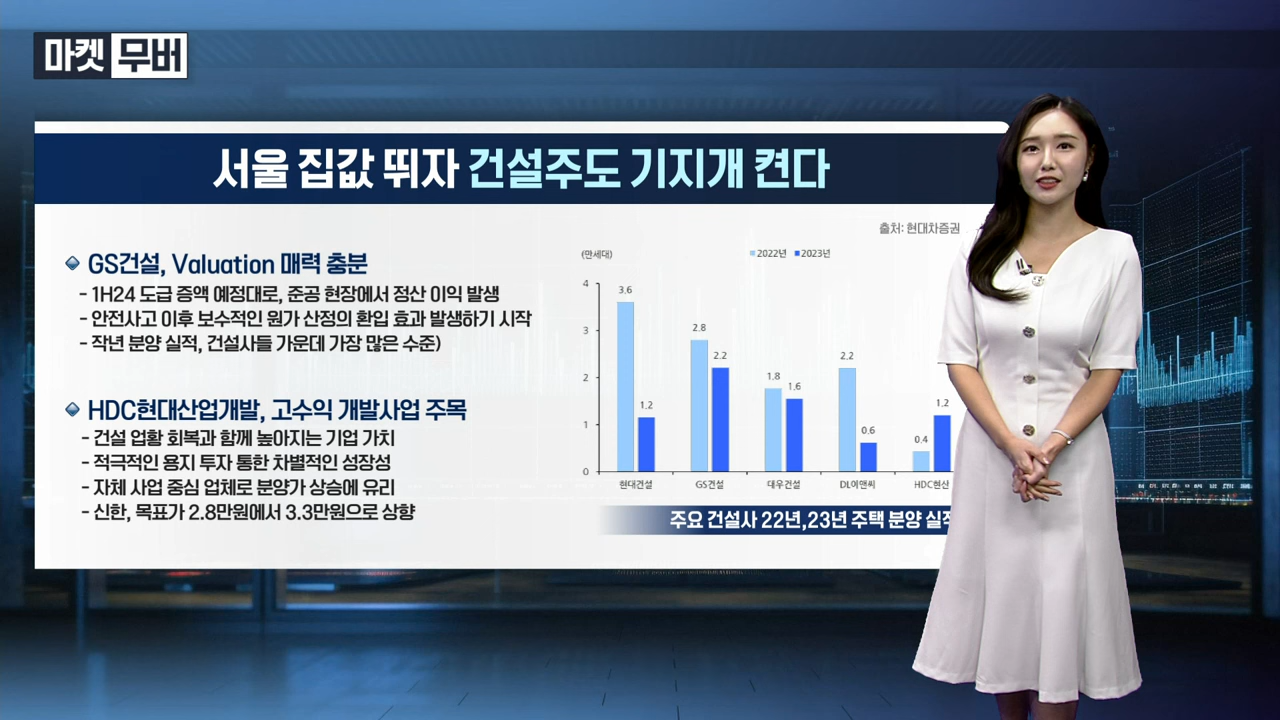 마켓 무버
서울 집값 뛰자 건설주도 기지개 켠다
출처: 현대차증권
GS건설, Valuation 매력 충분
- 1H24 도급 증액 예정대로, 준공 현장에서 정산 이익 발생
- 안전사고 이후 보수적인 원가 산정의 환입 효과 발생하기 시작
- 작년 분양 실적, 건설사들 가운데 가장 많은 수준)
HDC현대산업개발, 고수익 개발사업 주목
- 건설 업황 회복과 함께 높아지는 기업 가치
- 적극적인 용지 투자 통한 차별적인 성장성
- 자체 사업 중심 업체로 분양가 상승에 유리
- 신한, 목표가 2.8만원에서 3.3만원으로 상향
(만세대)
2022년 2023년
4
3
2
1
0
3.6 1.2
2.8 2.2
1.8 1.6
2.2 0.6
0.4 1.2
현대건설 GS건설 대우건설 DL이앤씨 HDC현산
주요 건설사 22년,23년 주택 분양 실적